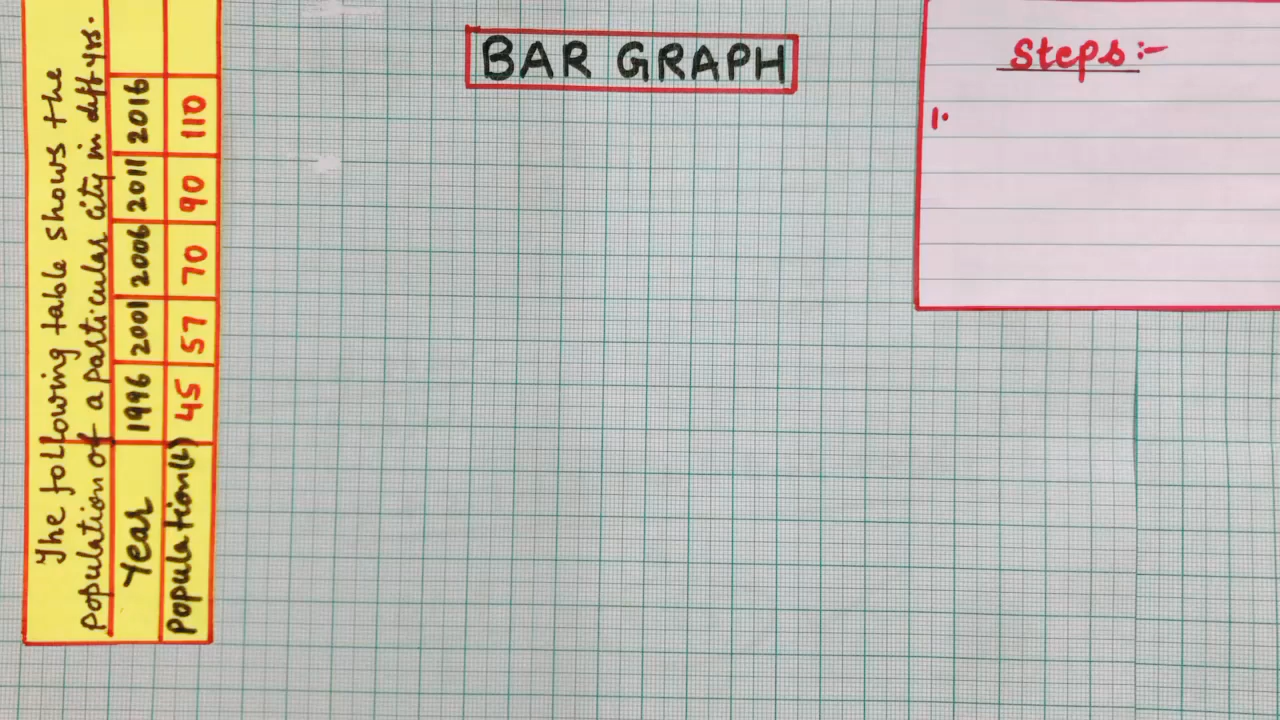 BAR GRAPH
Steps:-
1.
The following table shows the
population of a particular city in diff yrs.
Year 1996 2001 2006 2011 2016
Population(L) 45 57 70 90 110